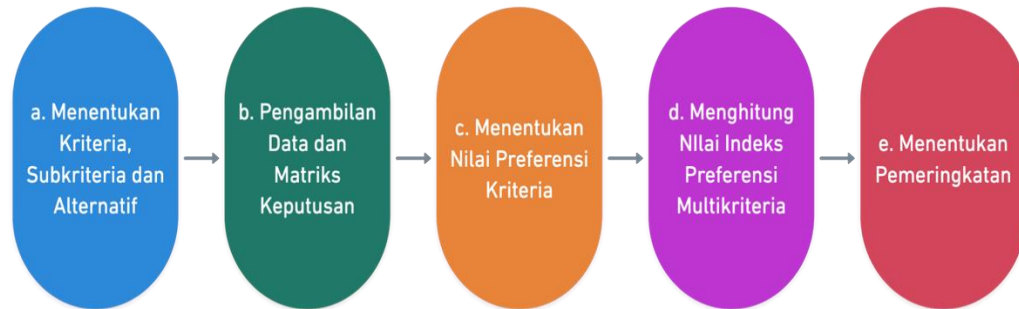 a. Menentukan
Kriteria,
Subkriteria dan
Alternatif
b. Pengambilan
Data dan
Matriks
Keputusan
c. Menentukan
Nilai Preferensi
Kriteria
d. Menghitung
NIlai Indeks
Preferensi
Multikriteria
e. Menentukan
Pemeringkatan